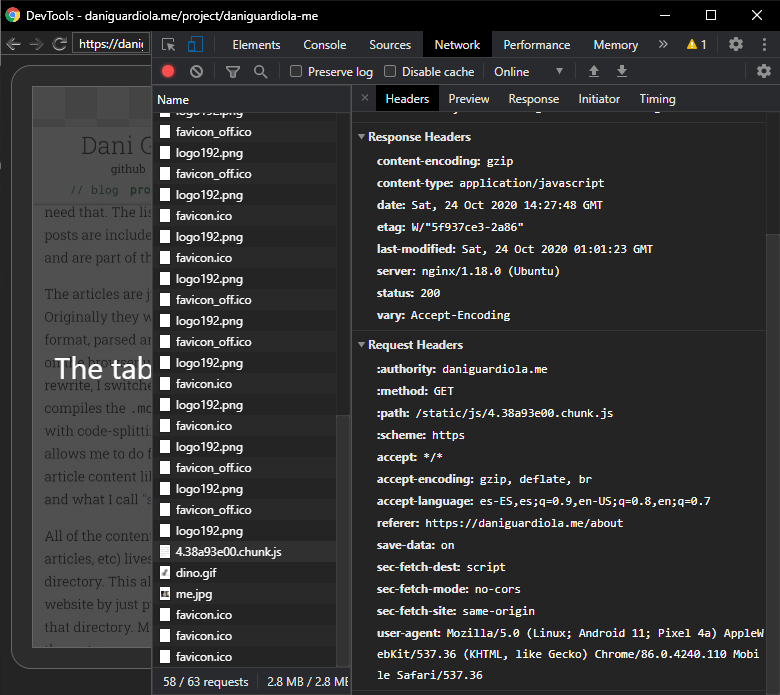 DevTools - daniguardiola.me/project/daniguardiola-me
https://danig
Elements Console Sources Network Performance Memory » 1
Preserve log Disable cache Online
Name
Headers Preview Response Initiator Timing
logo192.png
favicon_off.ico
logo192.png
favicon_off.ico
logo192.png
favicon.ico
logo192.png
favicon.ico
logo192.png
favicon_off.ico
logo192.png
favicon_off.ico
logo192.png
favicon.ico
logo192.png
favicon.ico
logo192.png
favicon_off.ico
logo192.png
favicon_off.ico
logo192.png
4.38a93e00.chunk.js
dino.gif
me.jpg
favicon.ico
favicon.ico
favicon.ico
58 / 63 requests 2.8 MB / 2.8 ME
Response Headers
content-encoding: gzip
content-type: application/javascript
date: Sat, 24 Oct 2020 14:27:48 GMT
etag: W/"5f937ce3-2a86"
last-modified: Sat, 24 Oct 2020 01:01:23 GMT
server: nginx/1.18.0 (Ubuntu)
status: 200
vary: Accept-Encoding
Request Headers
:authority: daniguardiola.me
:method: GET
:path: /static/js/4.38a93e00.chunk.js
:scheme: https
accept: */*
accept-encoding: gzip, deflate, br
accept-language: es-ES,es;q=0.9,en-US;q=0.8,en;q=0.7
referer: https://daniguardiola.me/about
save-data: on
sec-fetch-dest: script
sec-fetch-mode: no-cors
sec-fetch-site: same-origin
user-agent: Mozilla/5.0 (Linux; Android 11; Pixel 4a) AppleW
ebKit/537.36 (KHTML, like Gecko) Chrome/86.0.4240.110 Mobi
le Safari/537.36
Dani G
github
// blog pro
need that. The lis
posts are include
and are part of th
The articles are j
Originally they w
format, parsed an
The tab
rewrite, I switche
compiles the .mo
with code-splittin
allows me to do f
article content lik
and what I call "s
All of the content
articles, etc) lives
directory. This al
website by just p
that directory. M